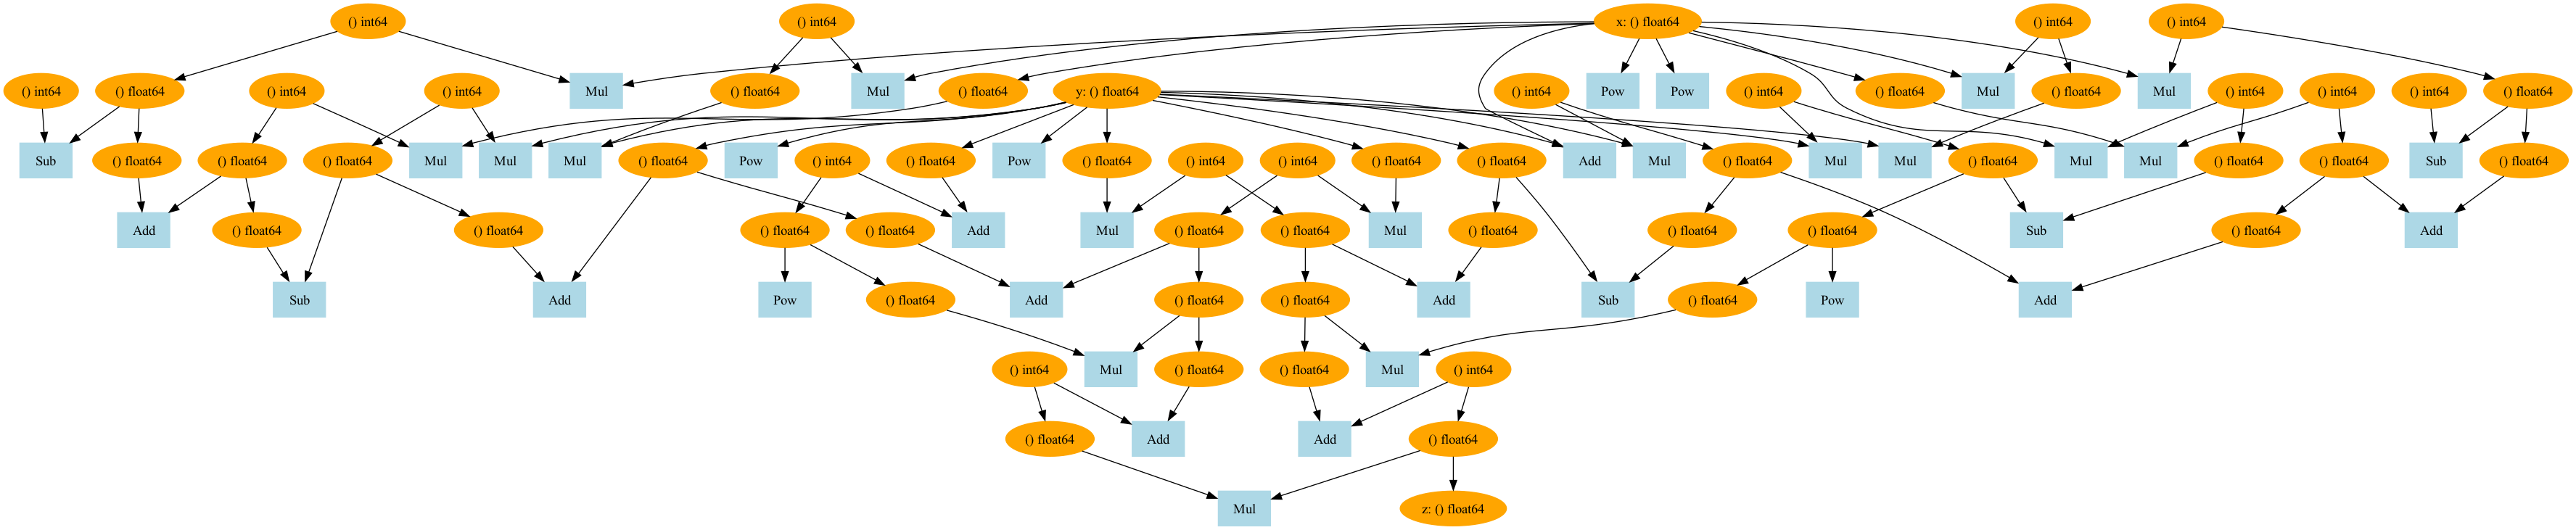 () int64
() int64
x: () float64
() int64
() int64
() int64
() float64
() int64
() int64
Mul
() float64
Mul
() float64
y: () float64
() int64
Pow
Pow
() int64
() float64
Mul
() float64
Mul
() int64
() int64
() int64
() float64
Sub
() float64
() float64
() float64
Mul
Mul
Mul
() float64
Pow
() int64
() float64
Pow
() float64
() int64
() int64
() float64
() float64
Add
Mul
() float64
Mul
Mul
() float64
Mul
Mul
() float64
() float64
Sub
() float64
Add
() float64
() float64
() float64
() float64
Add
Mul
() float64
() float64
Mul
() float64
() float64
() float64
Sub
() float64
Add
Sub
Add
Pow
() float64
Add
() float64
() float64
Add
Sub
() float64
Pow
Add
() int64
Mul
() float64
() float64
Mul
() int64
() float64
Add
Add
() float64
Mul
z: () float64